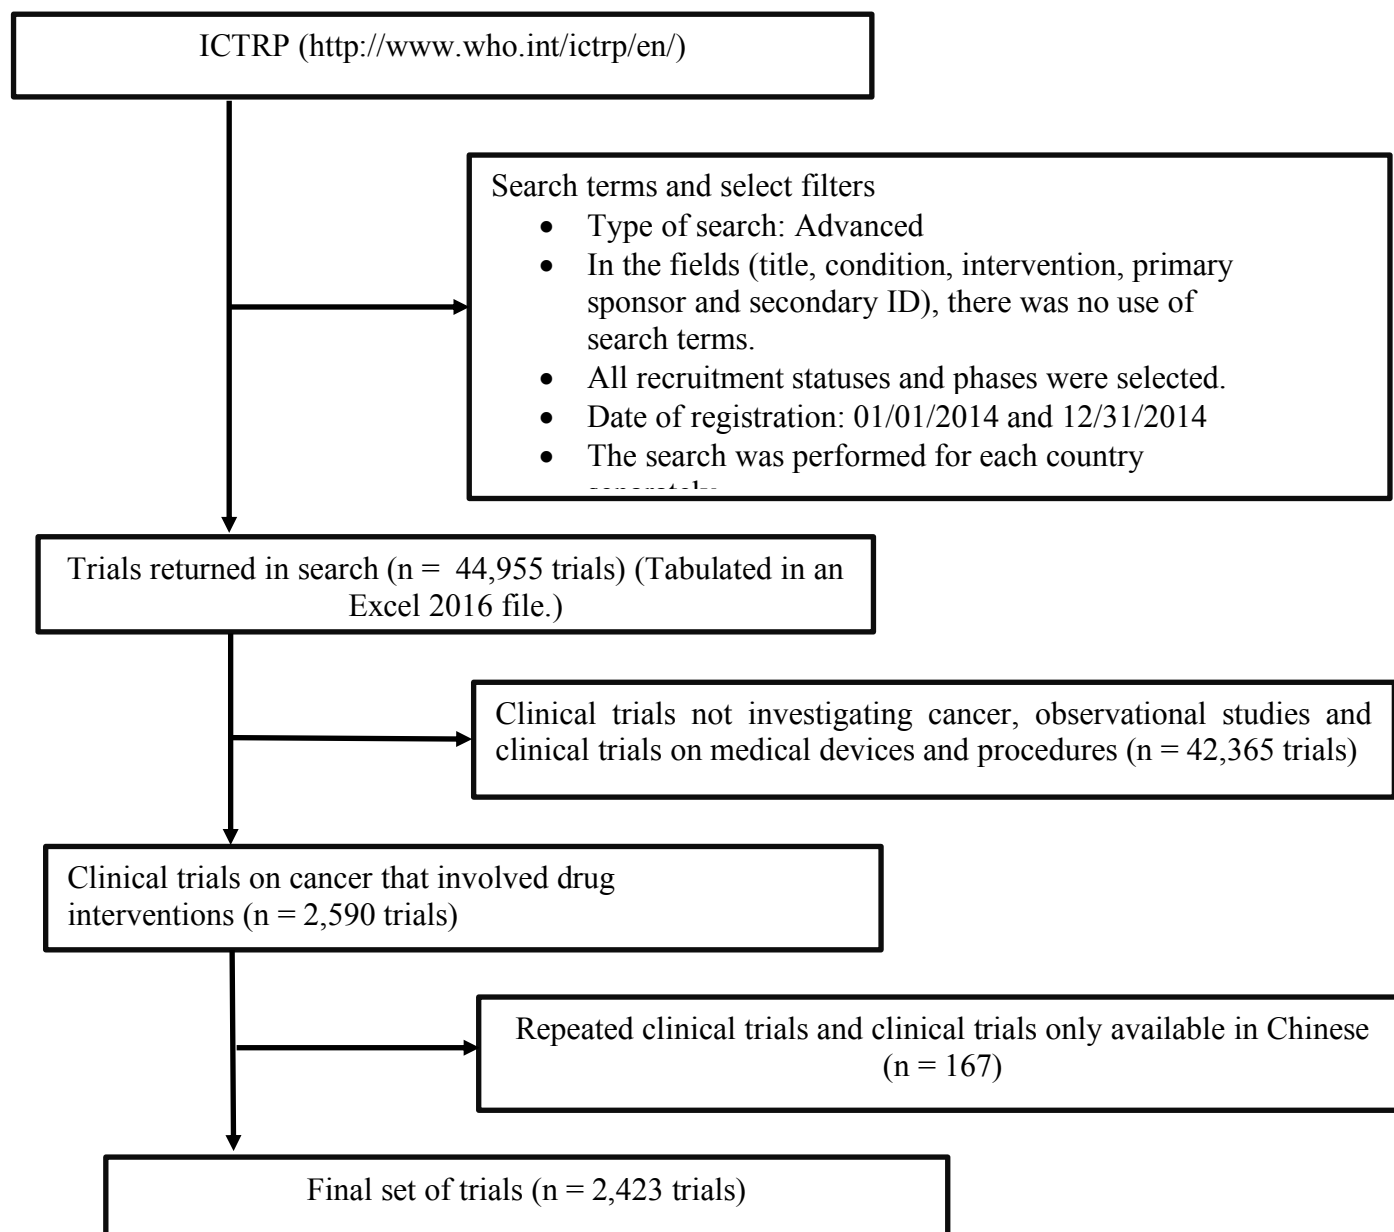 ICTRP (http://www.who.int/ictrp/en/)
Search terms and select filters
• Type of search: Advanced
• In the fields (title, condition, intervention, primary
sponsor and secondary ID), there was no use of
search terms.
• All recruitment statuses and phases were selected.
• Date of registration: 01/01/2014 and 12/31/2014
• The search was performed for each country
Trials returned in search (n = 44,955 trials) (Tabulated in an
Excel 2016 file.)
Clinical trials not investigating cancer, observational studies and
clinical trials on medical devices and procedures (n = 42,365 trials)
Clinical trials on cancer that involved drug
interventions (n = 2,590 trials)
Repeated clinical trials and clinical trials only available in Chinese
(n = 167)
Final set of trials (n = 2,423 trials)